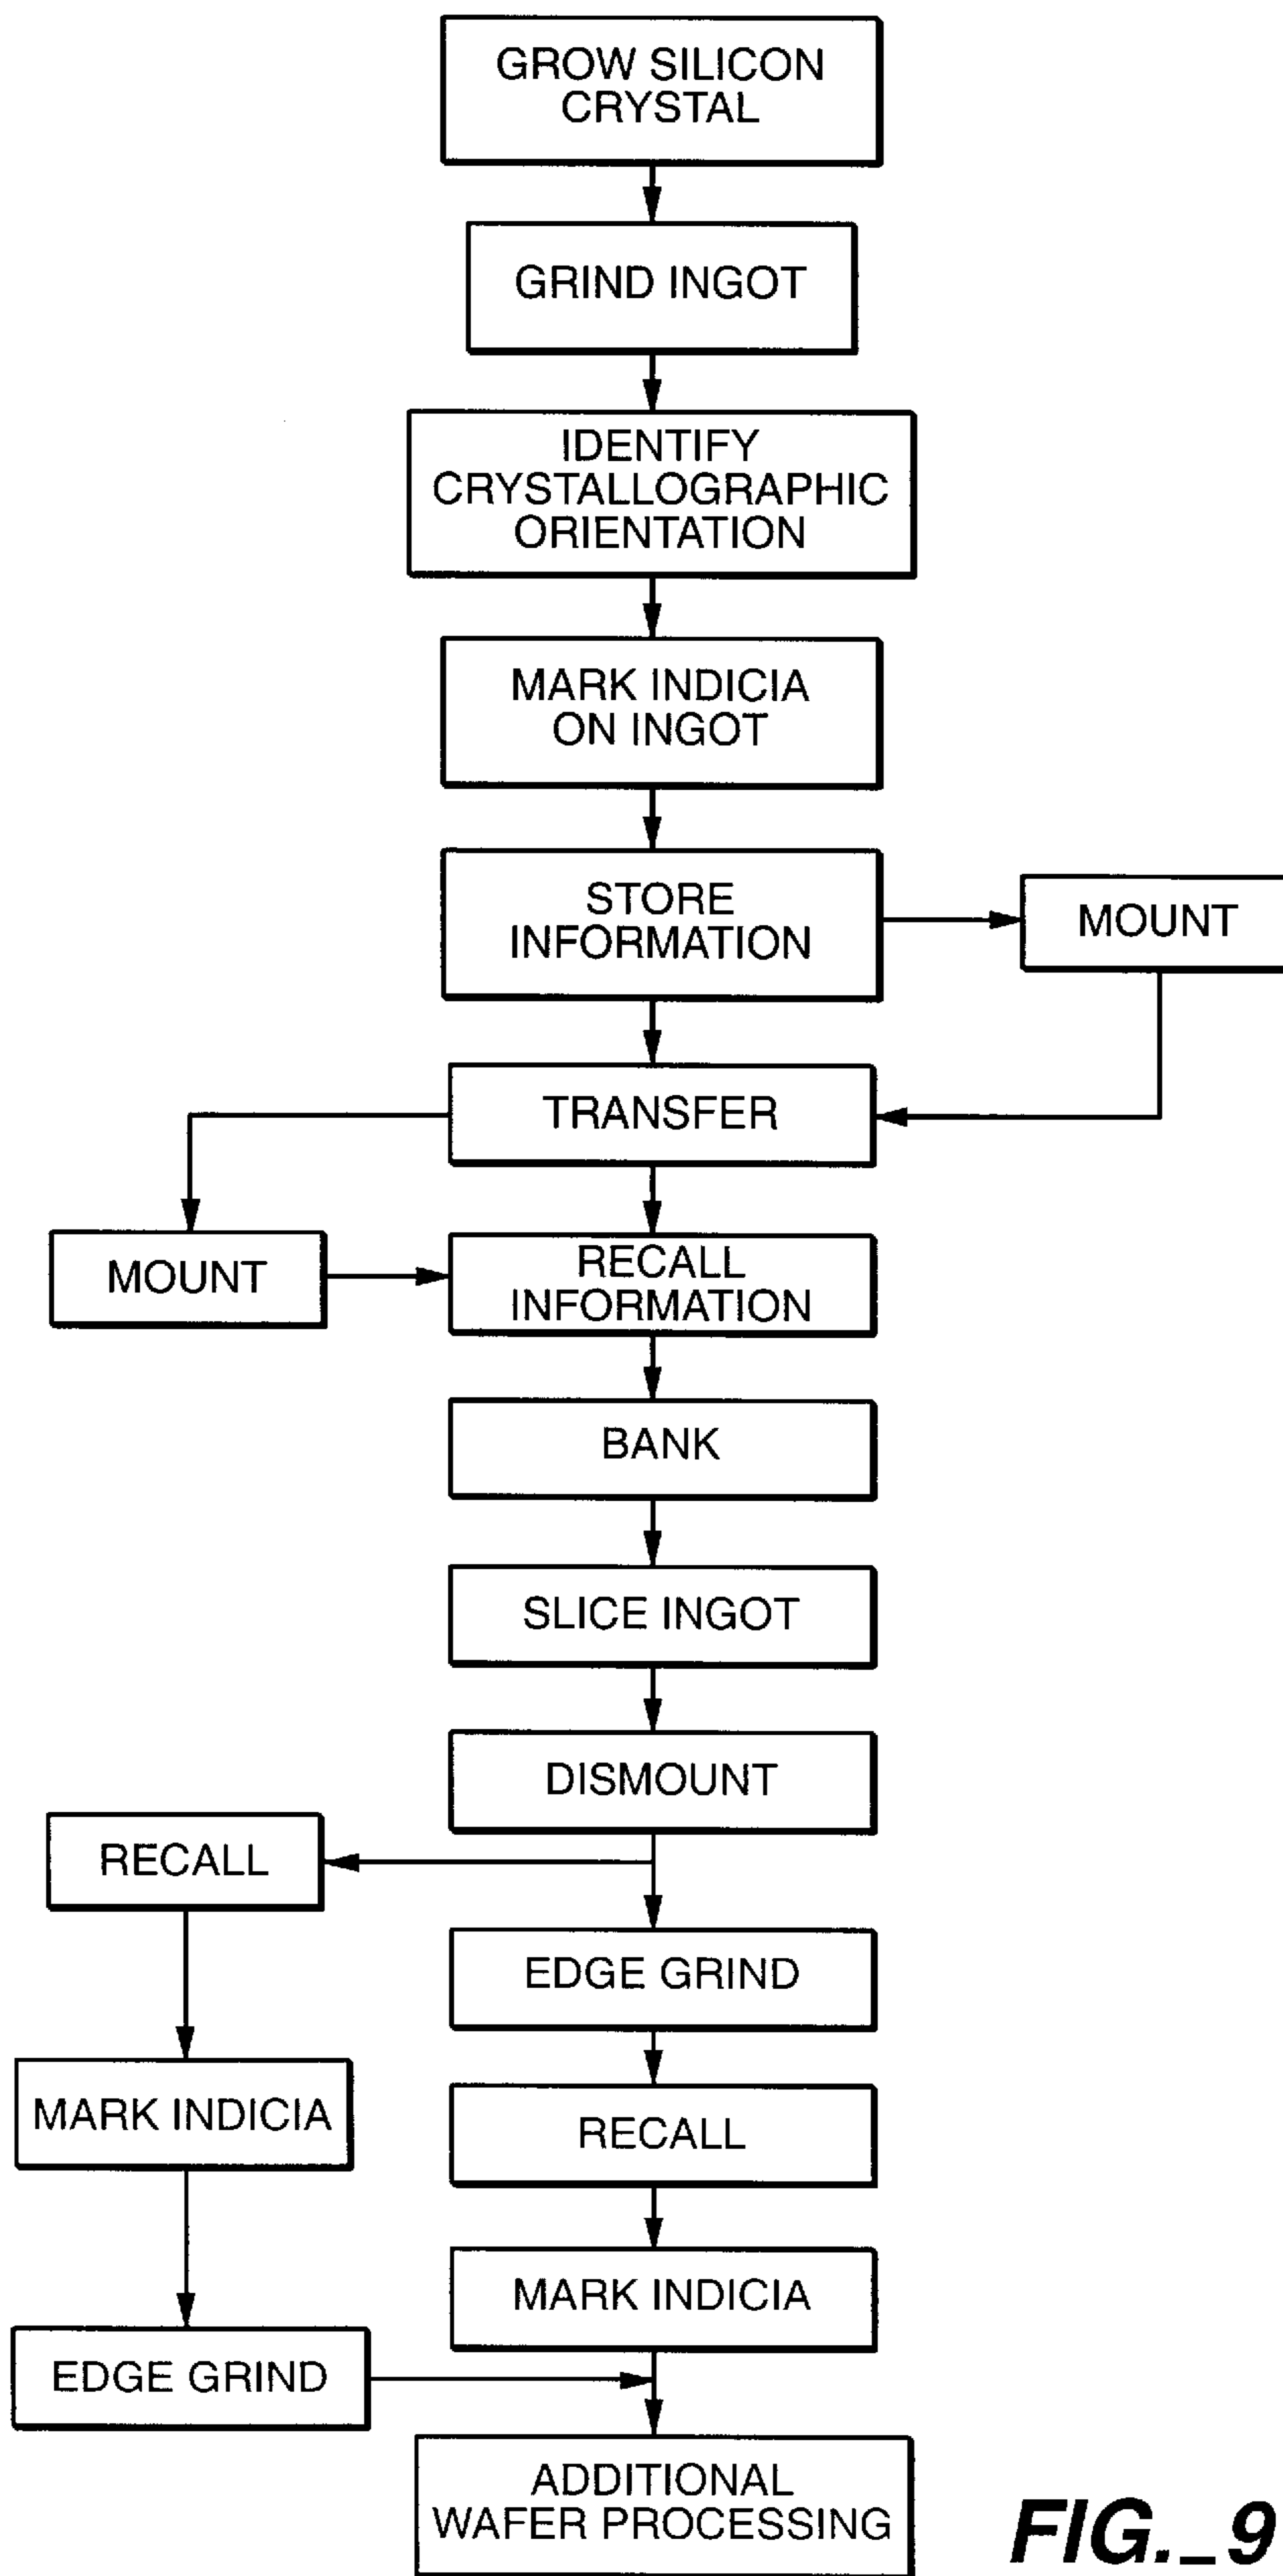 GROW SILICON
CRYSTAL
GRIND INGOT
IDENTIFY
CRYSTALLOGRAPHIC
ORIENTATION
MARK INDICIA
ON INGOT
STORE
INFORMATION
MOUNT
TRANSFER
MOUNT
RECALL
INFORMATION
BANK
SLICE INGOT
DISMOUNT
RECALL
EDGE GRIND
MARK INDICIA
RECALL
MARK INDICIA
EDGE GRIND
ADDITIONAL
WAFER PROCESSING
FIG._9